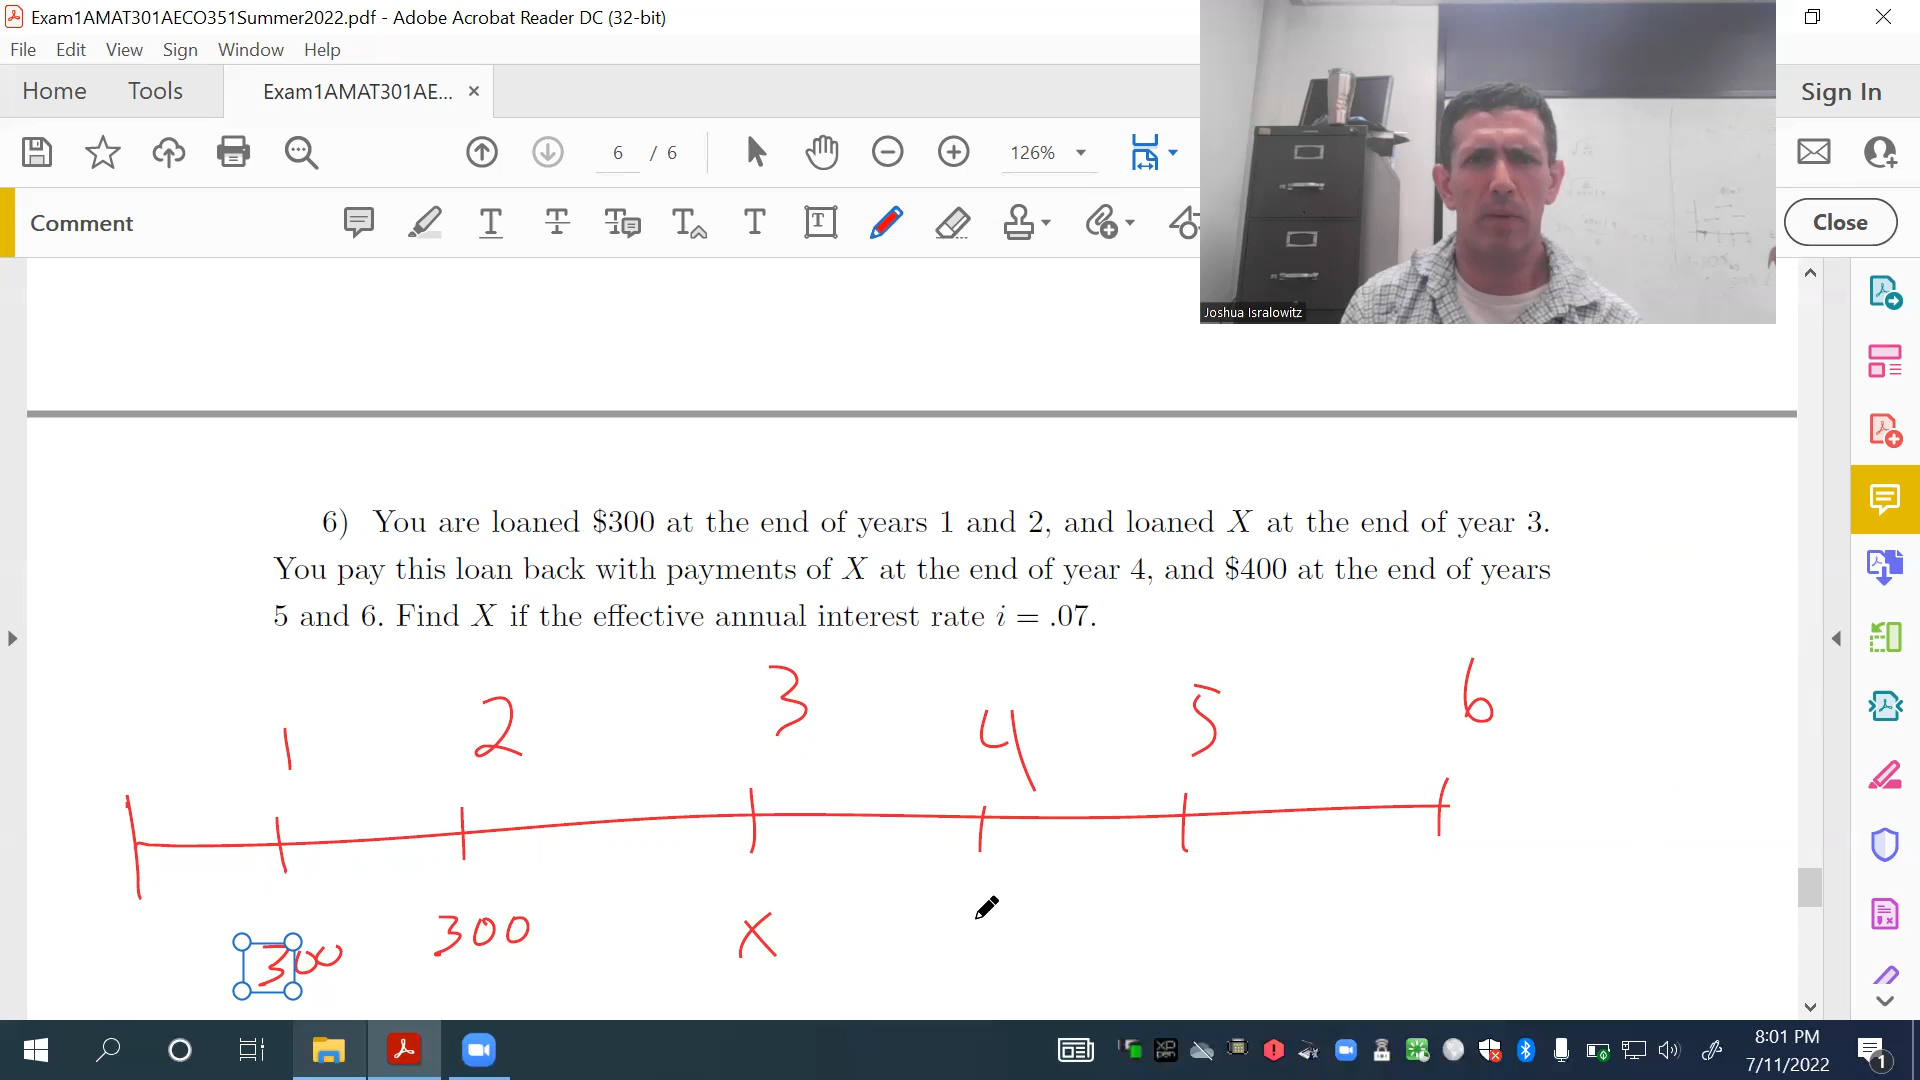 Exam1AMAT301AECO351Summer2022.pdf - Adobe Acrobat Reader DC (32-bit)
File Edit View Sign Window Help
Home Tools Exam1AMAT301AE... × Sign In
6 / 6 126%
Comment Close
Joshua Isralowitz
6) You are loaned $300 at the end of years 1 and 2, and loaned X at the end of year 3.
You pay this loan back with payments of X at the end of year 4, and $400 at the end of years
5 and 6. Find X if the effective annual interest rate i = .07.
1 2 3 4 5 6
300 300 X
8:01 PM
7/11/2022
1